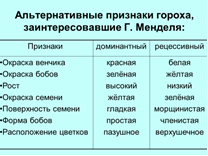 Альтернативные признаки гороха,
заинтересовавшие Г. Менделя:
Признаки доминантный рецессивный
•Окраска венчика красная белая
•Окраска бобов зелёная жёлтая
•Рост высокий низкий
•Окраска семени жёлтая зелёная
•Поверхность семени гладкая морщинистая
•Форма бобов простая членистая
•Расположение цветков пазушное верхушечное